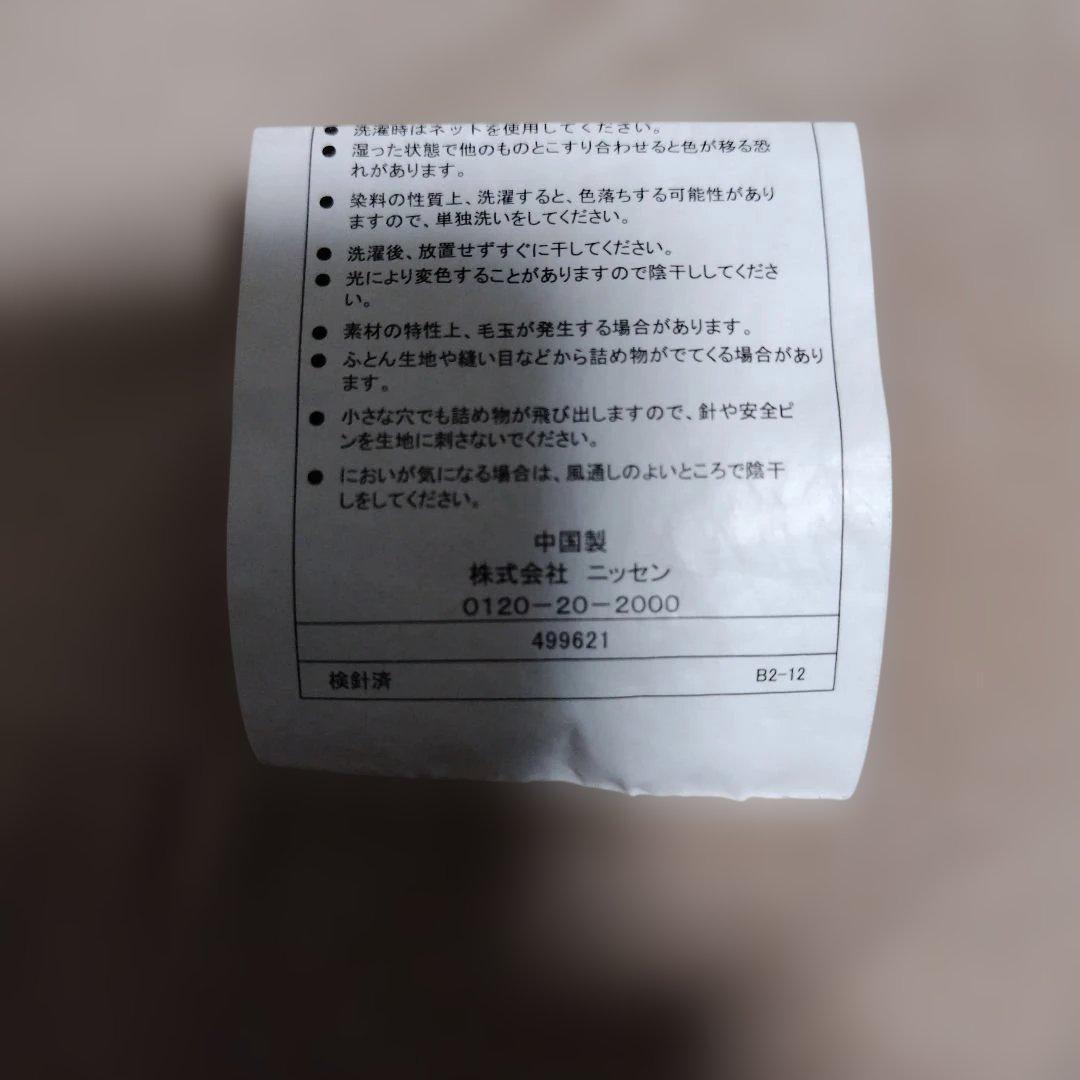 ● 洗濯時はネットを使用してください。
● 湿った状態で他のものとこすり合わせると色が移る恐
れがあります。
● 染料の性質上、洗濯すると、色落ちする可能性があり
ますので、単独洗いをしてください。
● 洗濯後、放置せずすぐに干してください。
● 光により変色することがありますので陰干ししてくださ
い。
● 素材の特性上、毛玉が発生する場合があります。
● ふとん生地や縫い目などから詰め物がでてくる場合があり
ます。
● 小さな穴でも詰め物が飛び出しますので、針や安全ピ
ンを生地に刺さないでください。
● においが気になる場合は、風通しのよいところで陰干
しをしてください。
中国製
株式会社 ニッセン
0120-20-2000
499621
検針済 B2-12